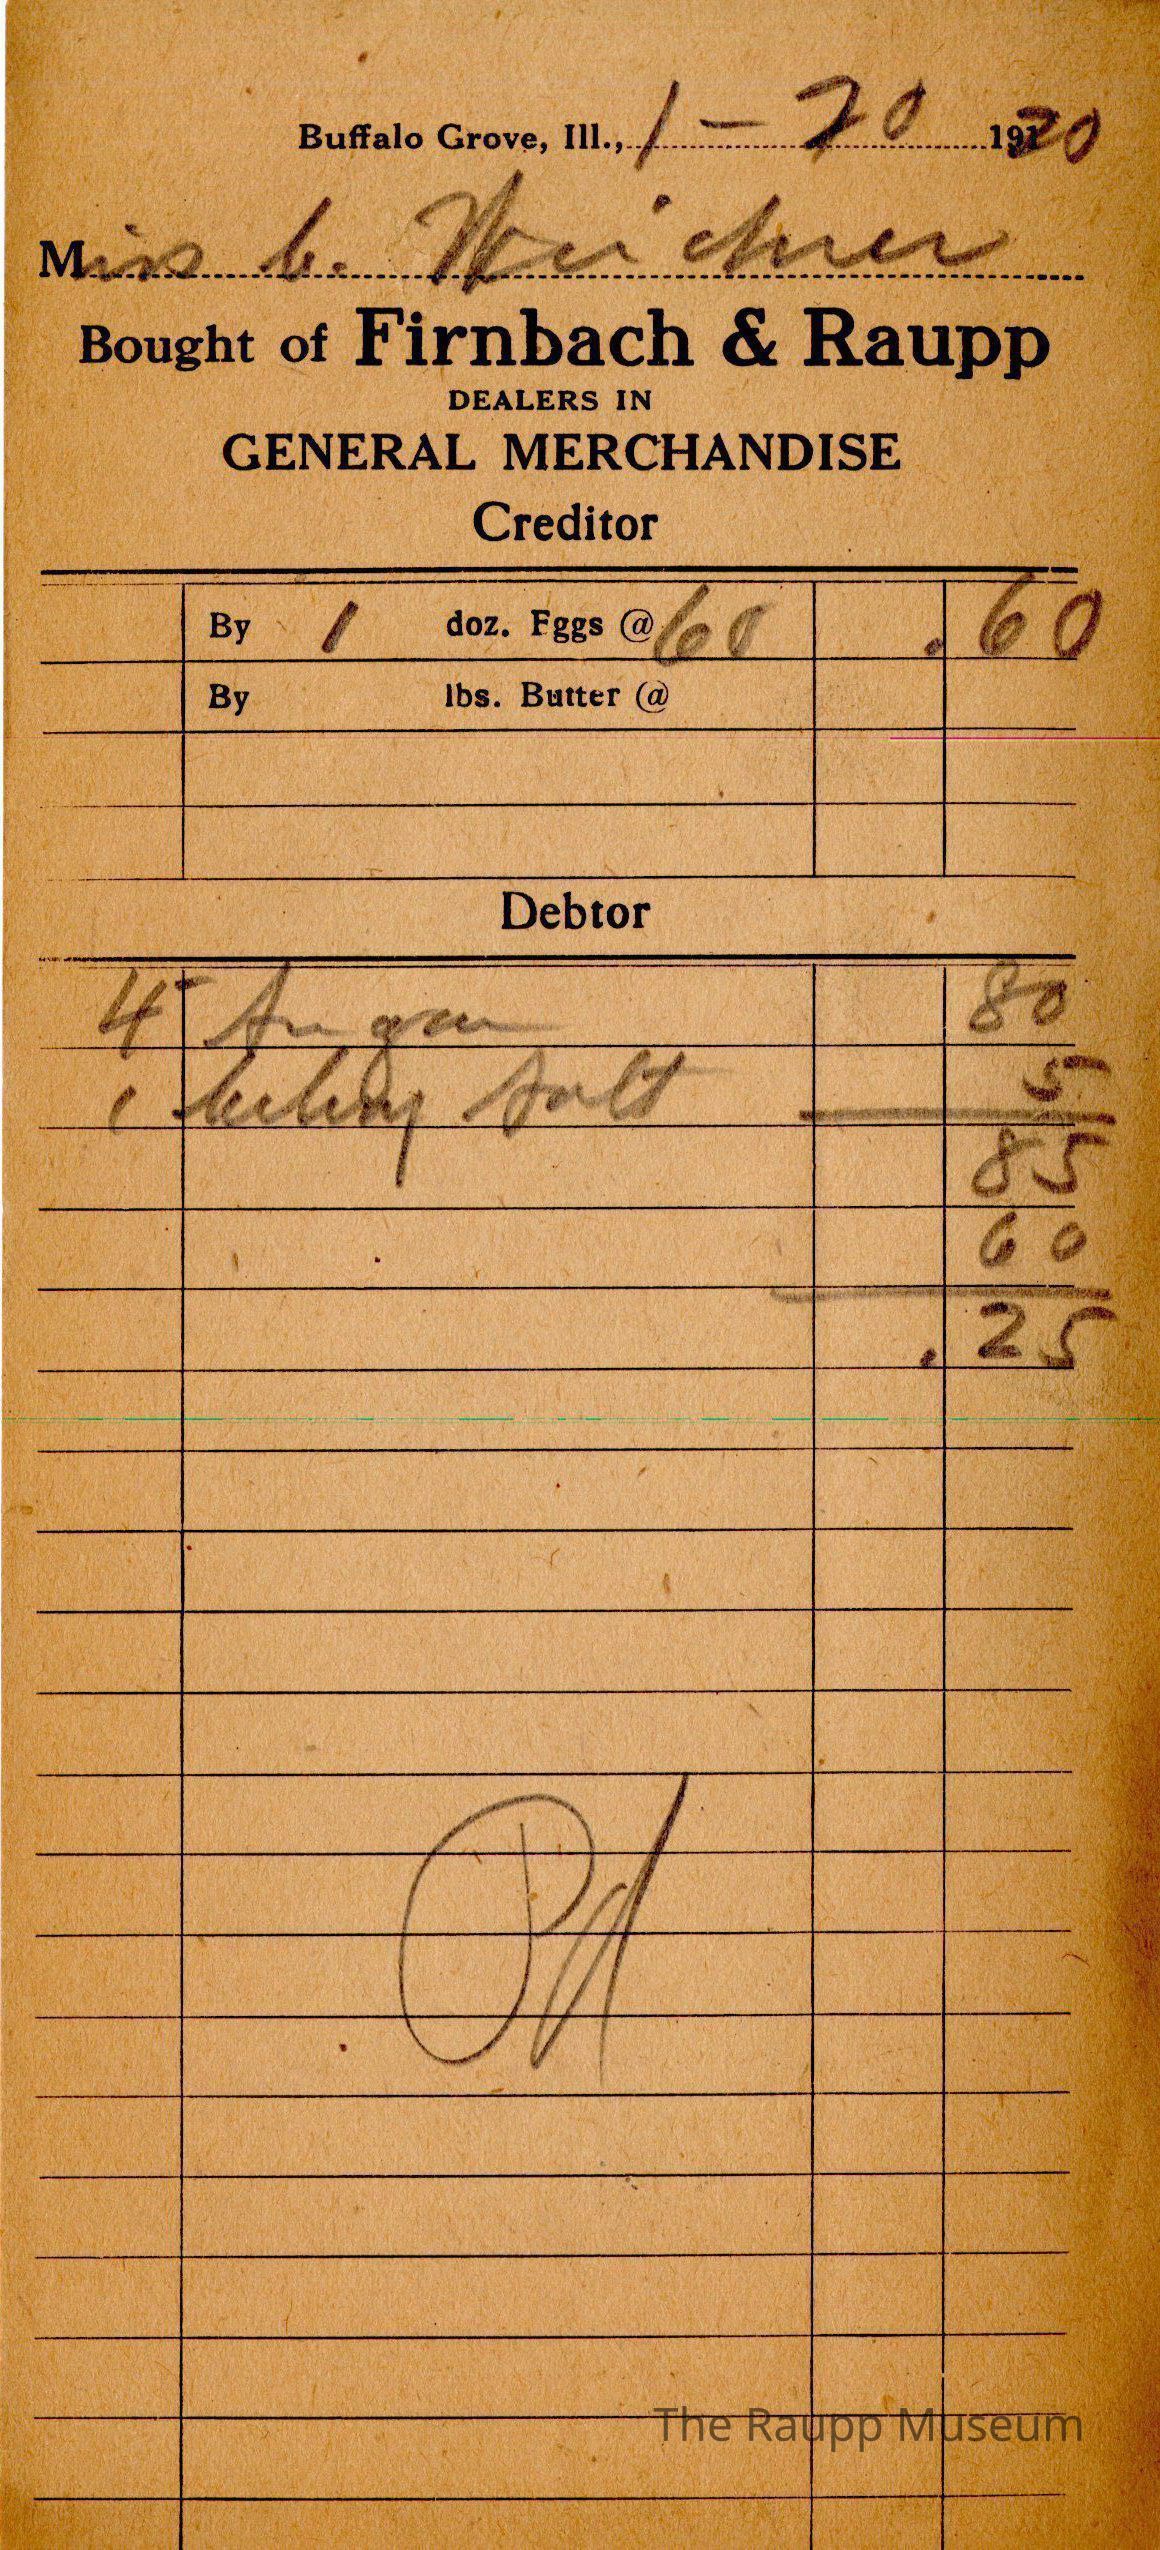 Buffalo Grove, Ill., 1 - 20 1920
Miss C. Weichner
Bought of Firnbach & Raupp
DEALERS IN
GENERAL MERCHANDISE
Creditor
By 1 doz. Eggs @ 60 .60
By lbs. Butter @
Debtor
4 Sugar 80
1 Celery Salt 5
85
60
.25
Pd
The Raupp Museum